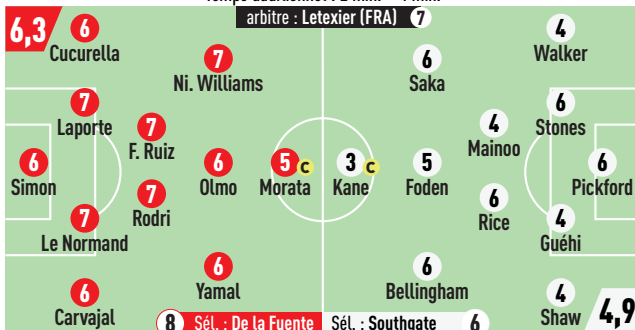 arbitre : Letexier (FRA) 7
6,3
6
Cucurella
7
Ni. Williams
7
Laporte
7
F. Ruiz
6
Simon
6
Olmo
5 C
Morata
7
Rodri
7
Le Normand
6
Yamal
6
Carvajal
8 Sél. : De la Fuente
4
Walker
6
Saka
6
Stones
4
Mainoo
3 C
Kane
5
Foden
6
Pickford
6
Rice
4
Guéhi
6
Bellingham
4
Shaw
Sél. : Southgate 6
4,9